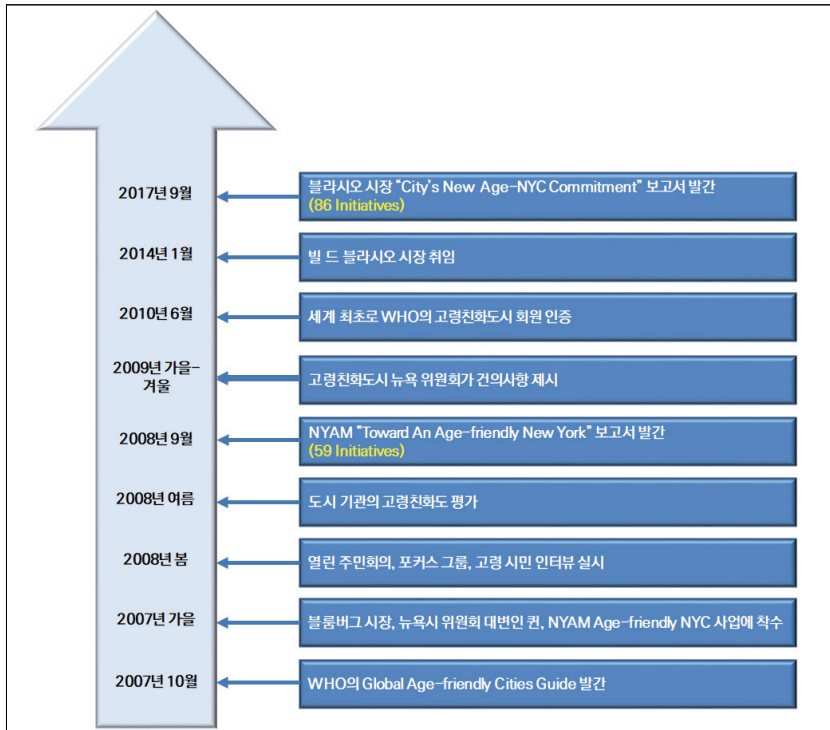 2017년 9월
블라시오 시장 “City's New Age-NYC Commitment” 보고서 발간
(86 Initiatives)
2014년 1월
빌 드 블라시오 시장 취임
2010년 6월
세계 최초로 WHO의 고령친화도시 회원 인증
2009년 가을-
겨울
고령친화도시 뉴욕 위원회가 건의사항 제시
2008년 9월
NYAM “Toward An Age-friendly New York” 보고서 발간
(59 Initiatives)
2008년 여름
도시 기관의 고령친화도 평가
2008년 봄
열린 주민회의, 포커스 그룹, 고령 시민 인터뷰 실시
2007년 가을
블룸버그 시장, 뉴욕시 위원회 대변인 퀸, NYAM Age-friendly NYC 사업에 착수
2007년 10월
WHO의 Global Age-friendly Cities Guide 발간